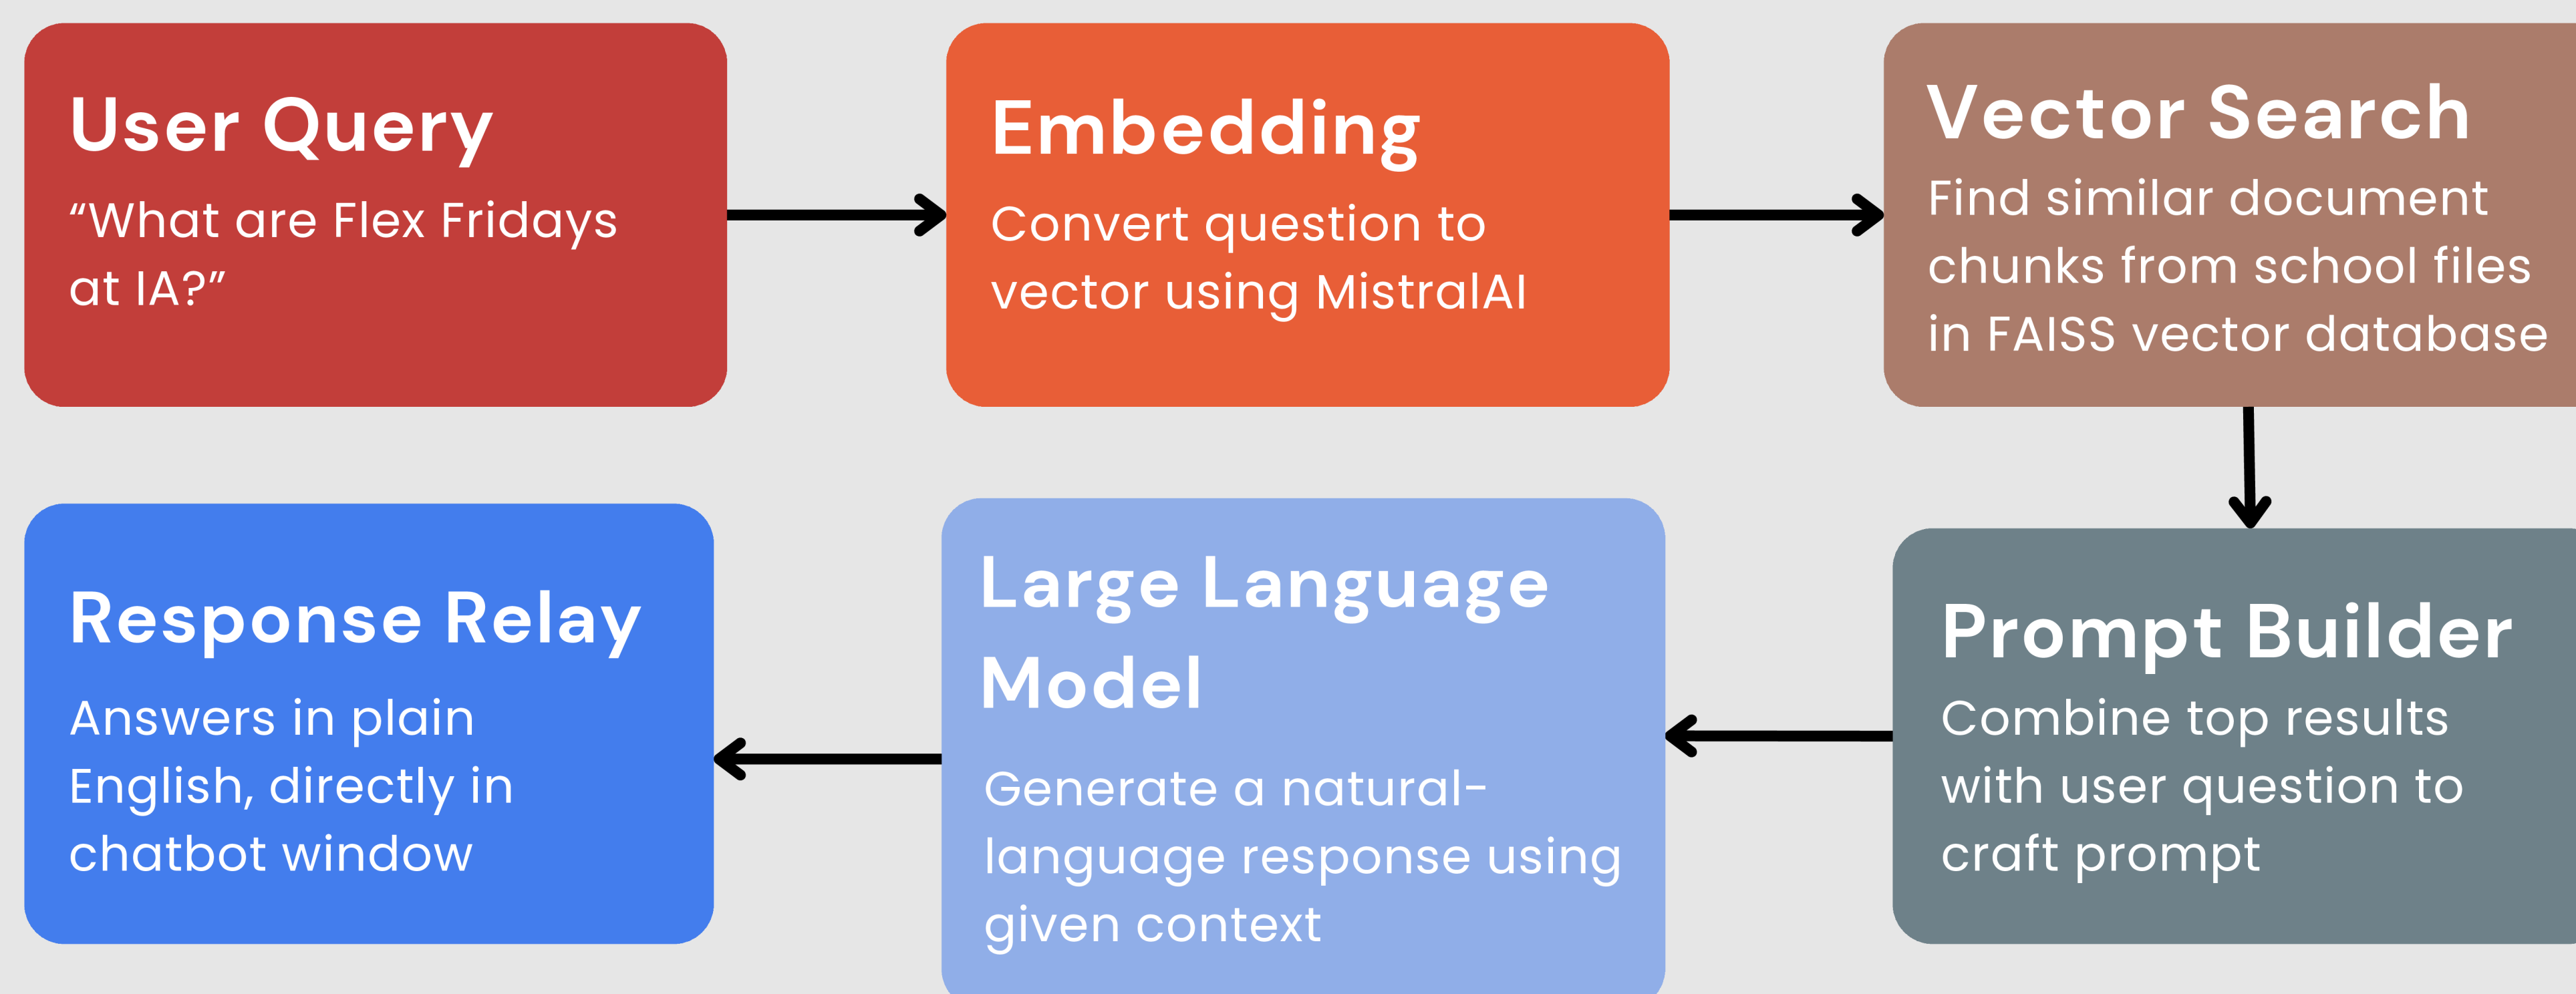 User Query
“What are Flex Fridays
at IA?”
Embedding
Convert question to
vector using MistralAI
Vector Search
Find similar document
chunks from school files
in FAISS vector database
Prompt Builder
Combine top results
with user question to
craft prompt
Large Language
Model
Generate a natural-
language response using
given context
Response Relay
Answers in plain
English, directly in
chatbot window